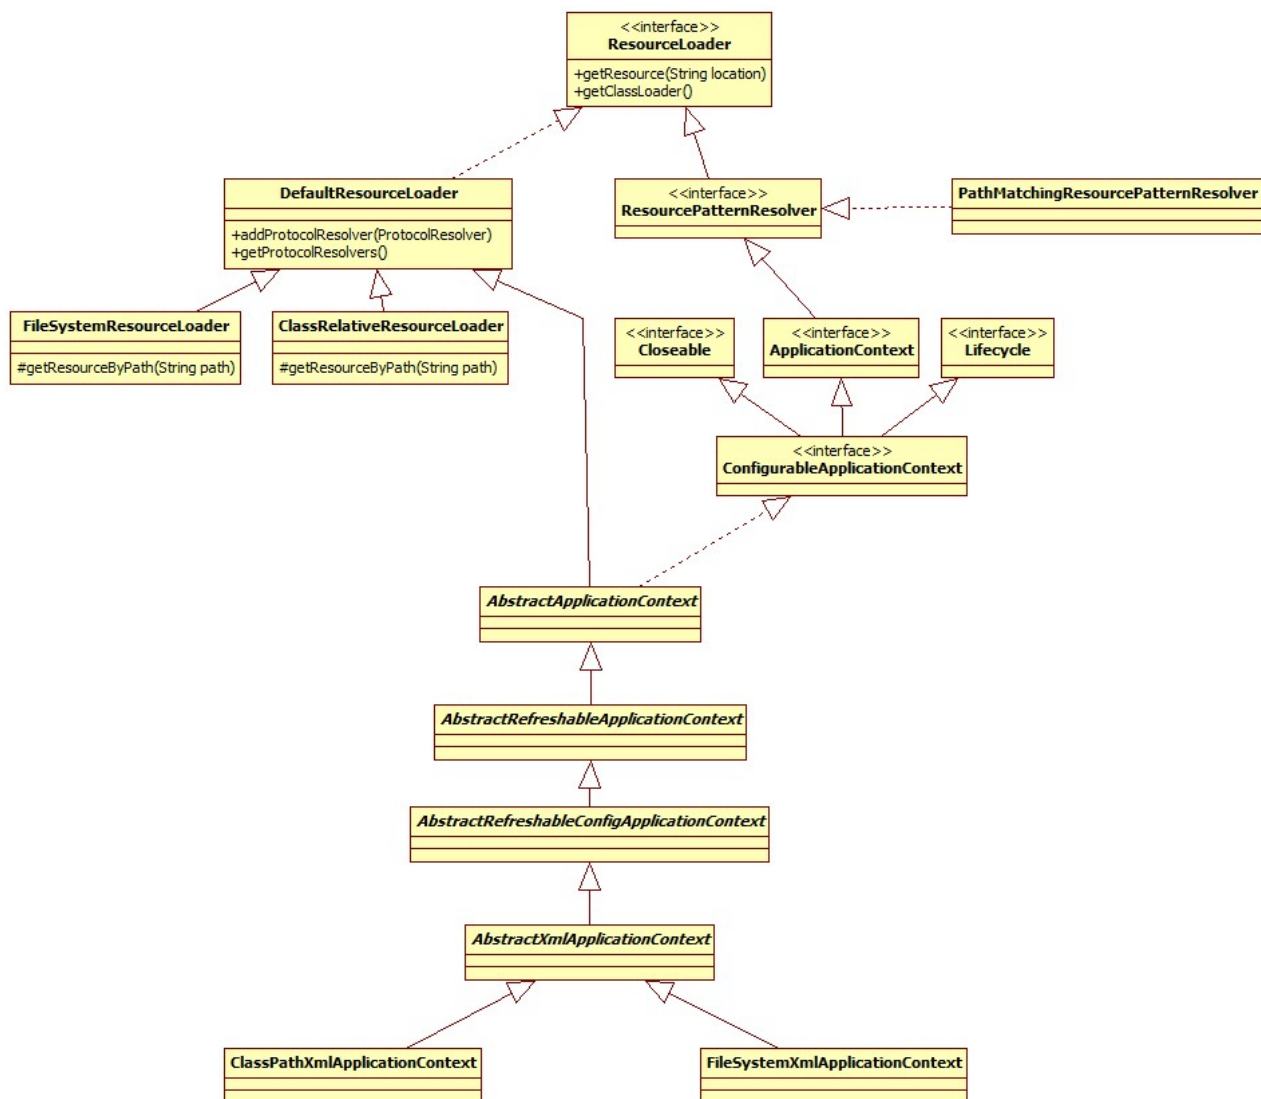 <<interface>>
ResourceLoader
+getResource(String location)
+getClassLoader()
DefaultResourceLoader
+addProtocolResolver(ProtocolResolver)
+getProtocolResolvers()
<<interface>>
ResourcePatternResolver
PathMatchingResourcePatternResolver
FileSystemResourceLoader
#getResourceByPath(String path)
ClassRelativeResourceLoader
#getResourceByPath(String path)
<<interface>>
Closeable
<<interface>>
ApplicationContext
<<interface>>
Lifecycle
<<interface>>
ConfigurableApplicationContext
AbstractApplicationContext
AbstractRefreshableApplicationContext
AbstractRefreshableConfigApplicationContext
AbstractXmlApplicationContext
ClassPathXmlApplicationContext
FileSystemXmlApplicationContext